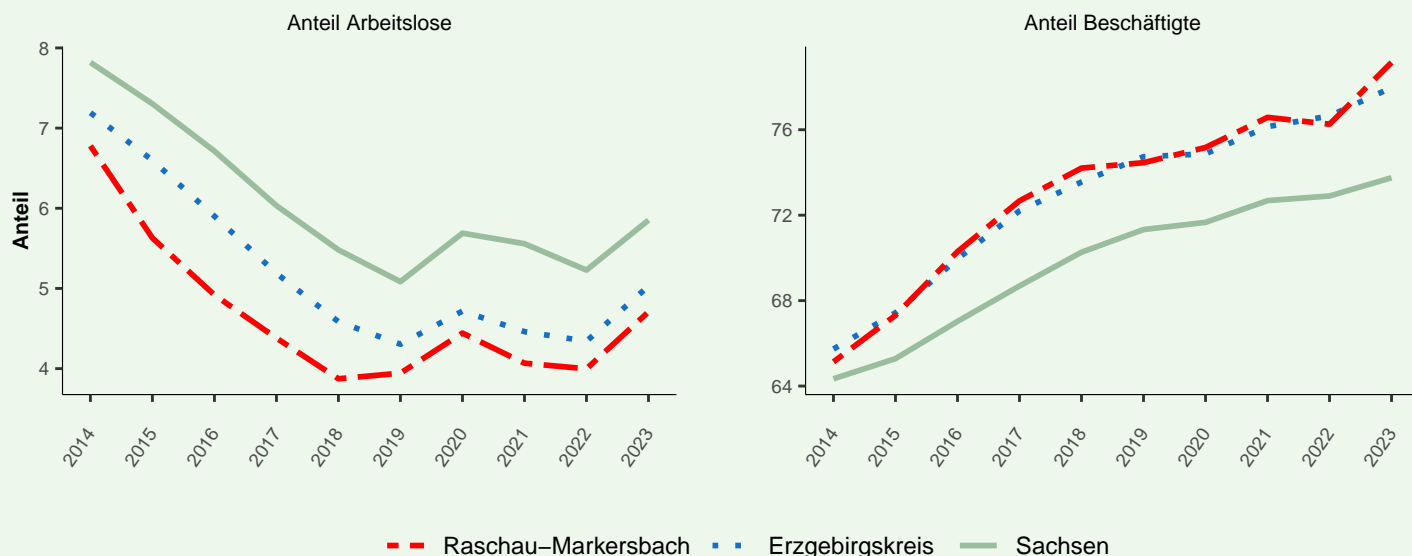 Anteil Arbeitslose
Anteil Beschäftigte
Anteil
8
7
6
5
4
2014 2015 2016 2017 2018 2019 2020 2021 2022 2023
76
72
68
64
2014 2015 2016 2017 2018 2019 2020 2021 2022 2023
Raschau−Markersbach Erzgebirgskreis Sachsen